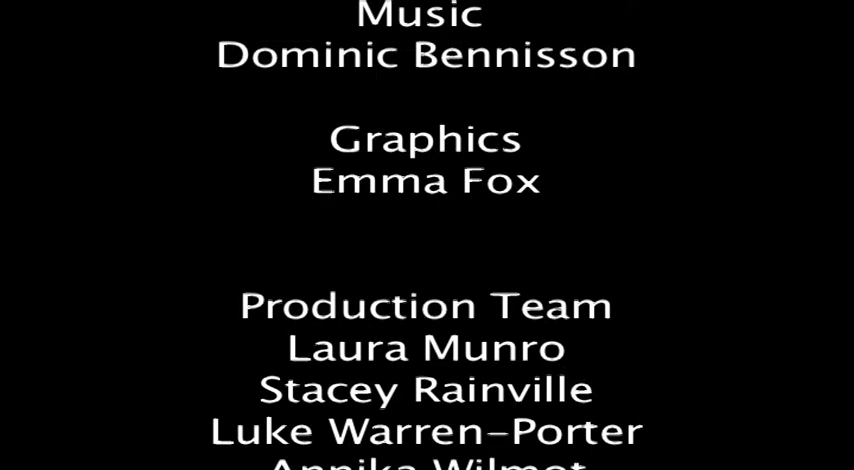 Music
Dominic Bennisson
Graphics
Emma Fox
Production Team
Laura Munro
Stacey Rainville
Luke Warren-Porter
Annika Wilmot